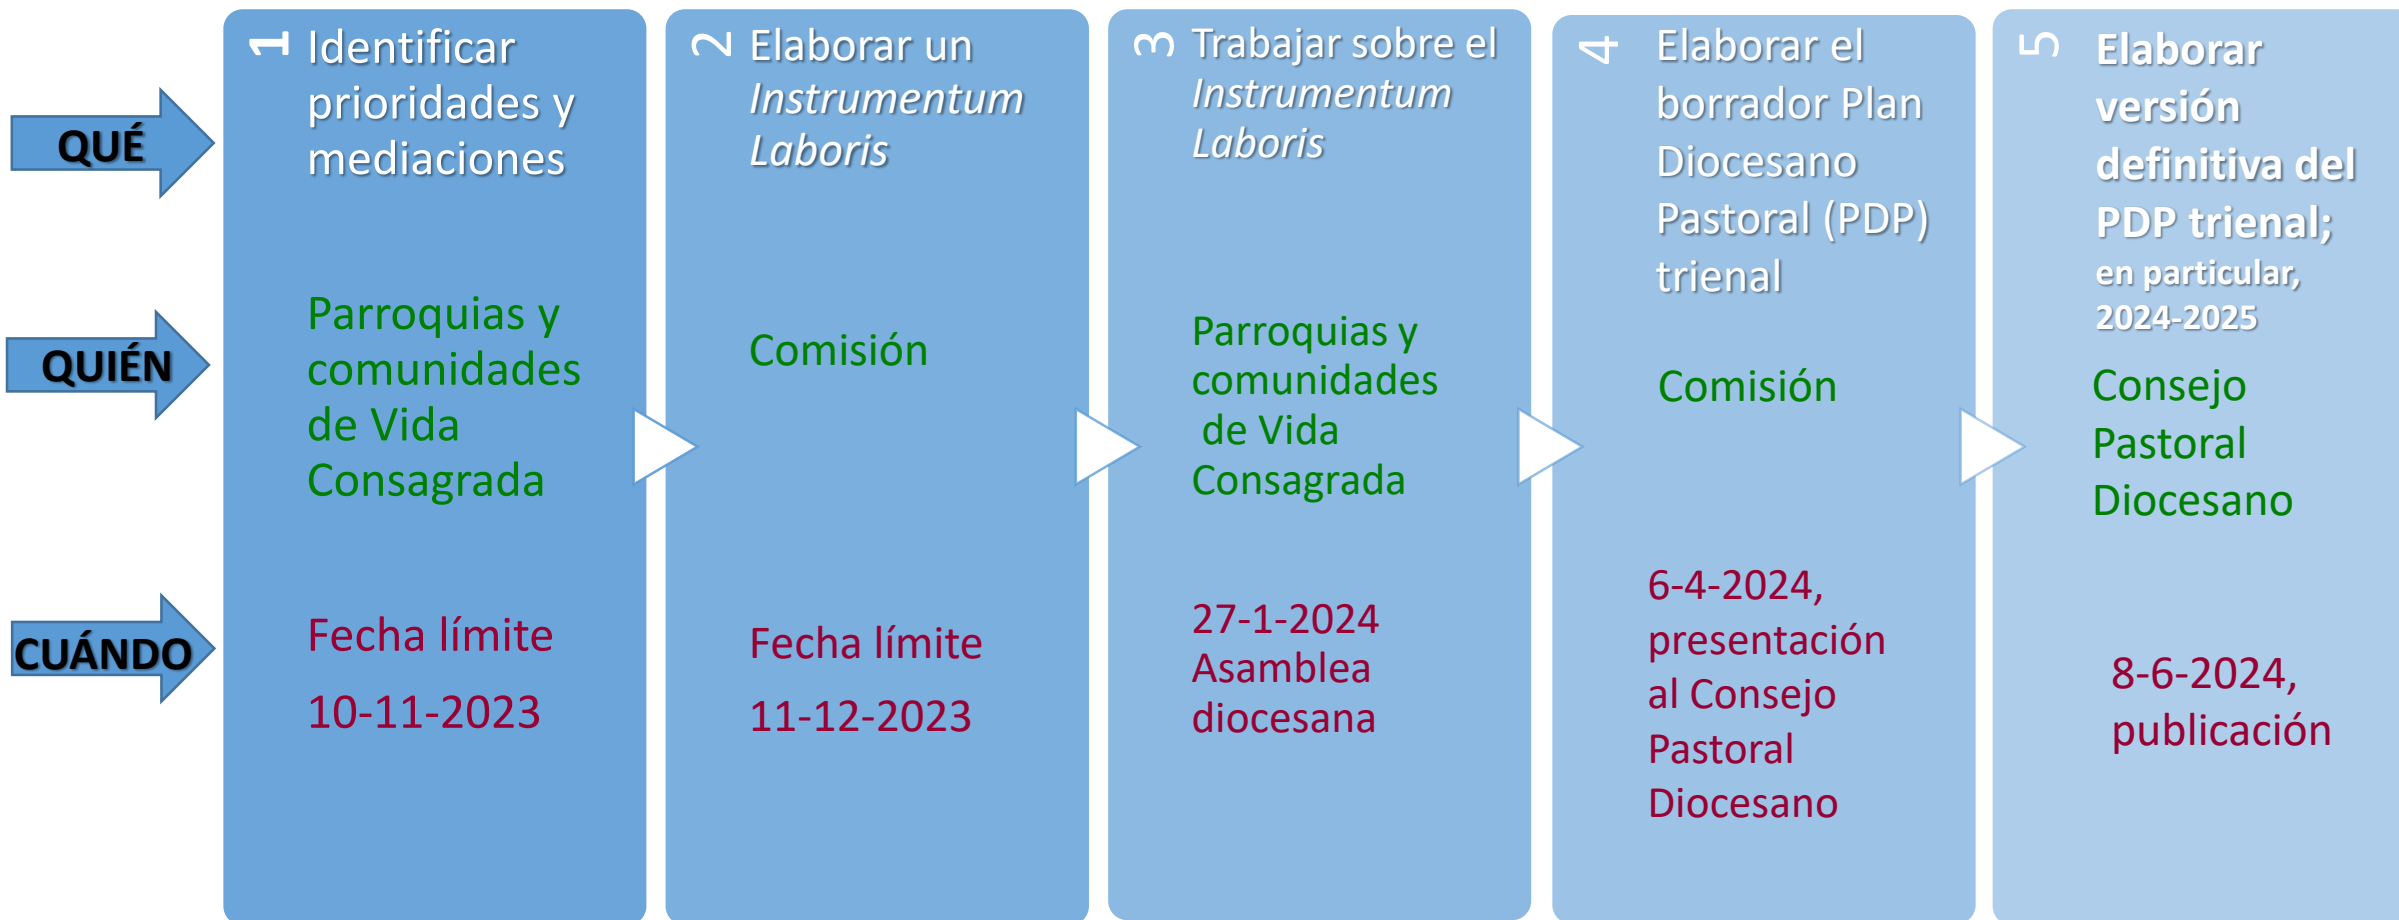 QUÉ
QUIÉN
CUÁNDO
1
Identificar
prioridades y
mediaciones
Parroquias y
comunidades
de Vida
Consagrada
Fecha límite
10-11-2023
2
Elaborar un
Instrumentum
Laboris
Comisión
Fecha límite
11-12-2023
3
Trabajar sobre el
Instrumentum
Laboris
Parroquias y
comunidades
de Vida
Consagrada
27-1-2024
Asamblea
diocesana
4
Elaborar el
borrador Plan
Diocesano
Pastoral (PDP)
trienal
Comisión
6-4-2024,
presentación
al Consejo
Pastoral
Diocesano
5
Elaborar
versión
definitiva del
PDP trienal;
en particular,
2024-2025
Consejo
Pastoral
Diocesano
8-6-2024,
publicación